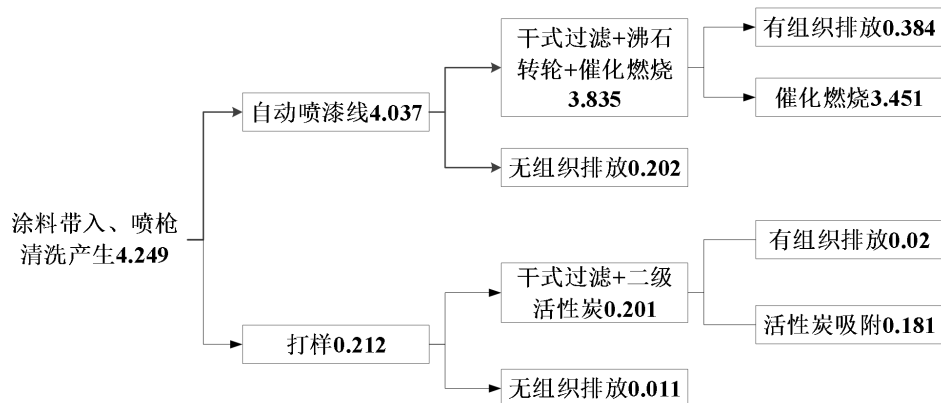 涂料带入、喷枪
清洗产生4.249
自动喷漆线4.037
干式过滤+沸石
转轮+催化燃烧
3.835
有组织排放0.384
催化燃烧3.451
无组织排放0.202
打样0.212
干式过滤+二级
活性炭0.201
有组织排放0.02
活性炭吸附0.181
无组织排放0.011